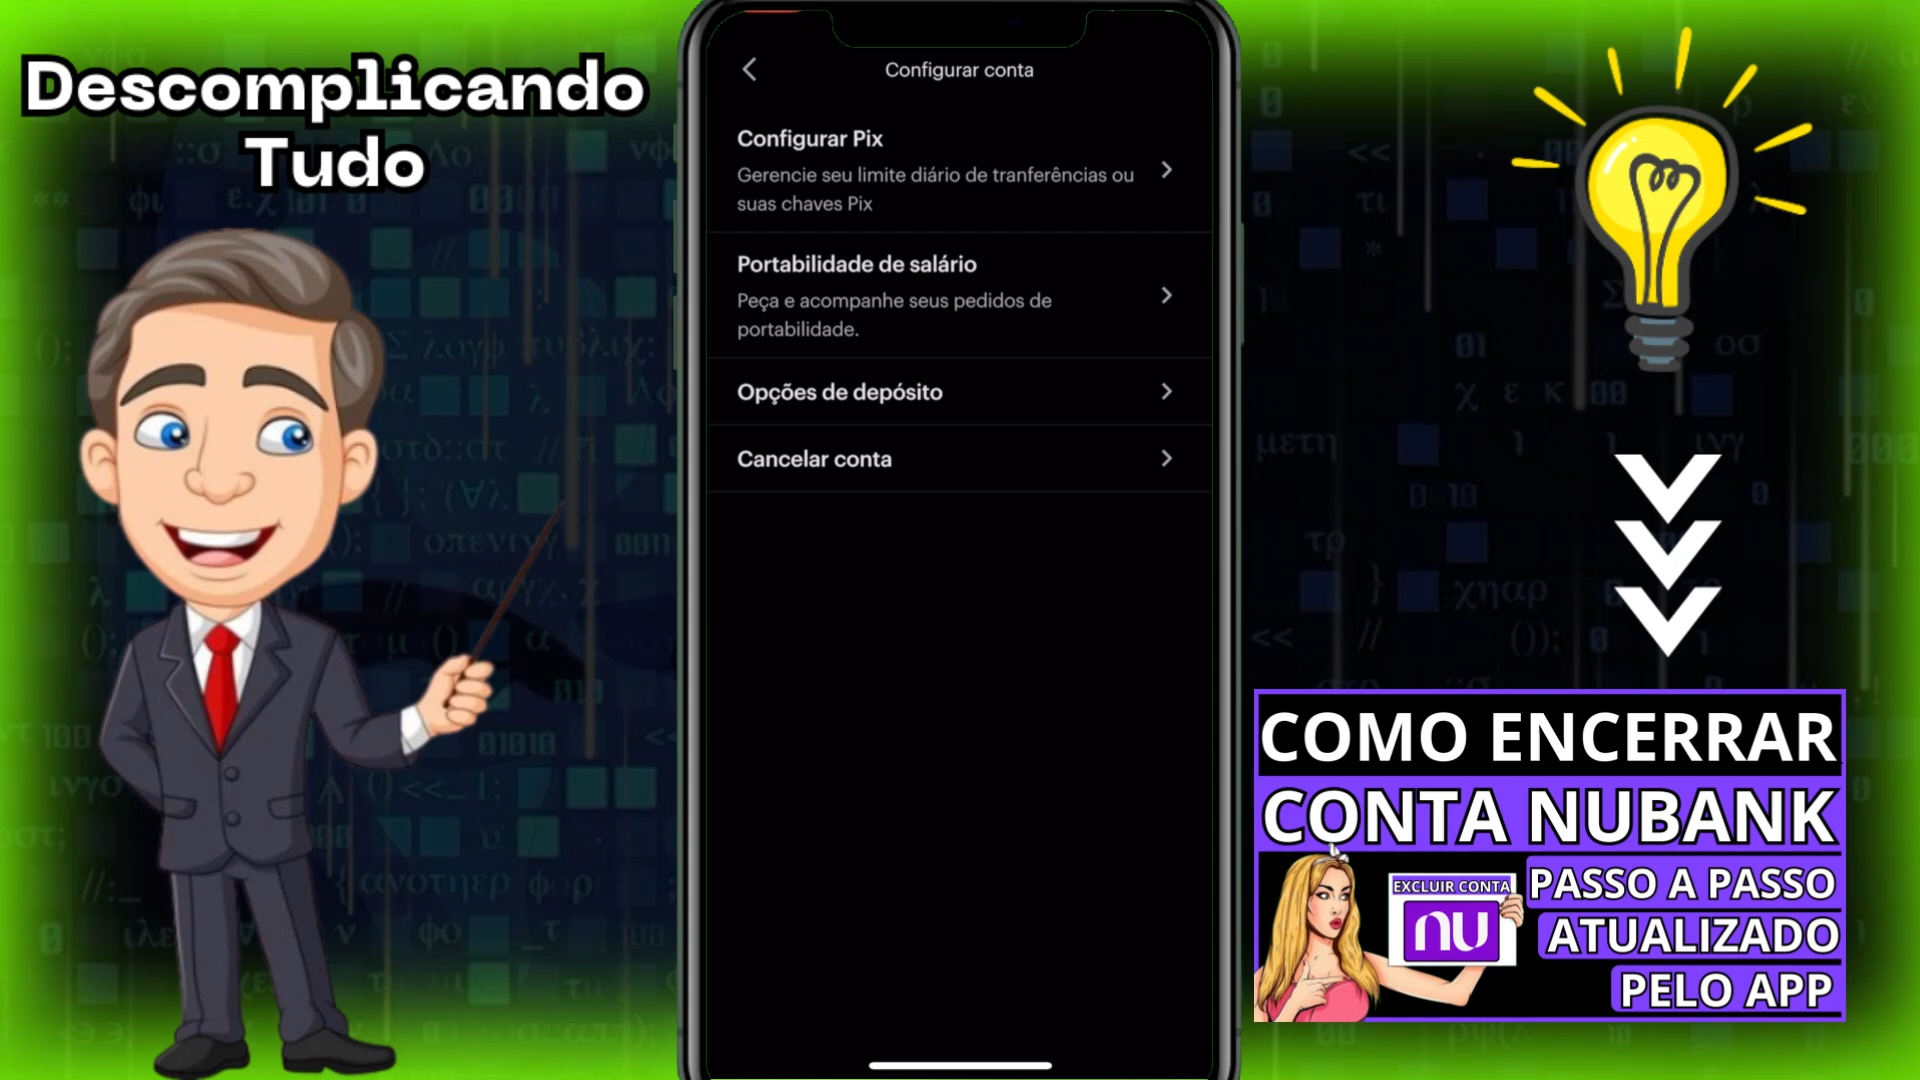 Descomplicando
Tudo
Configurar conta
Configurar Pix
Gerencie seu limite diário de tranferências ou
suas chaves Pix
Portabilidade de salário
Peça e acompanhe seus pedidos de
portabilidade.
Opções de depósito
Cancelar conta
COMO ENCERRAR
CONTA NUBANK
EXCLUIR CONTA
nu
PASSO A PASSO
ATUALIZADO
PELO APP